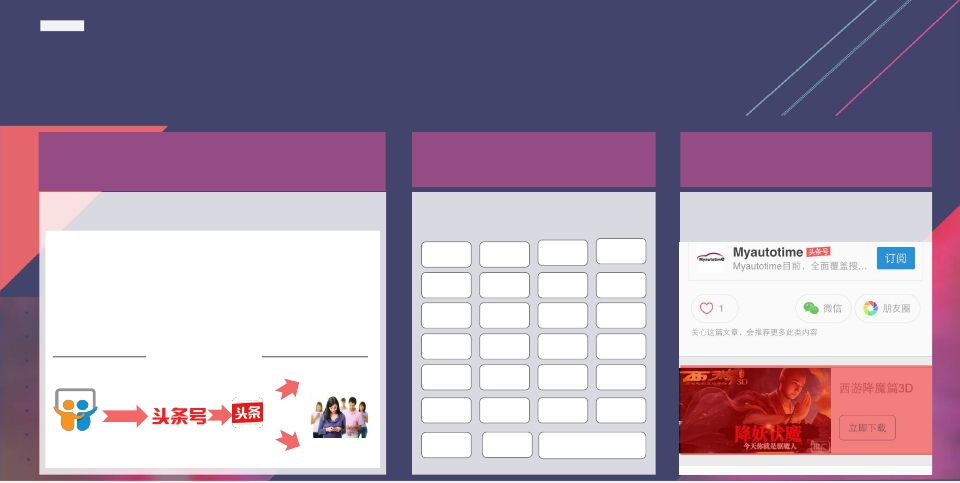 Myautotime 头条号
Myautotime
Myautotime目前，全面覆盖搜...
订阅
1
微信
朋友圈
关心这篇文章，会推荐更多此类内容
头条号
头条
3D
降妖伏魔
今天你就是驱魔人
西游降魔篇3D
立即下载